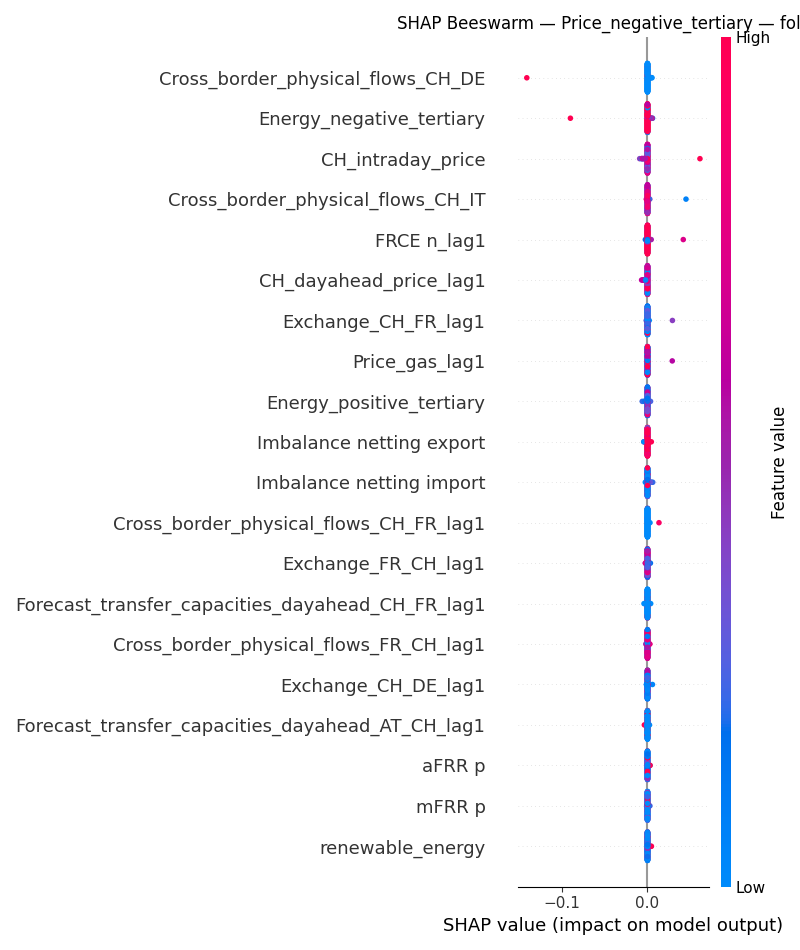 SHAP Beeswarm — Price_negative_tertiary — fol
High
Cross_border_physical_flows_CH_DE
Energy_negative_tertiary
CH_intraday_price
Cross_border_physical_flows_CH_IT
FRCE n_lag1
CH_dayahead_price_lag1
Exchange_CH_FR_lag1
Price_gas_lag1
Energy_positive_tertiary
Imbalance netting export
Imbalance netting import
Cross_border_physical_flows_CH_FR_lag1
Exchange_FR_CH_lag1
Forecast_transfer_capacities_dayahead_CH_FR_lag1
Cross_border_physical_flows_FR_CH_lag1
Exchange_CH_DE_lag1
Forecast_transfer_capacities_dayahead_AT_CH_lag1
aFRR p
mFRR p
renewable_energy
Feature value
Low
−0.1 0.0
SHAP value (impact on model output)